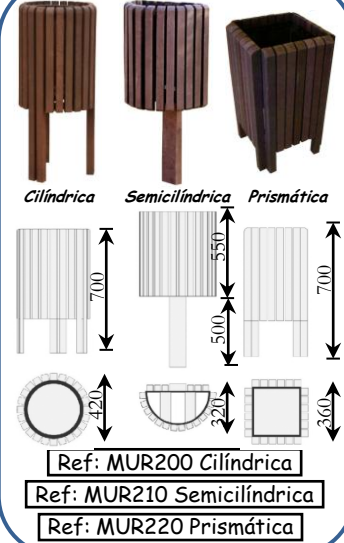 Cilíndrica Semicilíndrica Prismática
700 550 500 700
420 320 360
Ref: MUR200 Cilíndrica
Ref: MUR210 Semicilíndrica
Ref: MUR220 Prismática